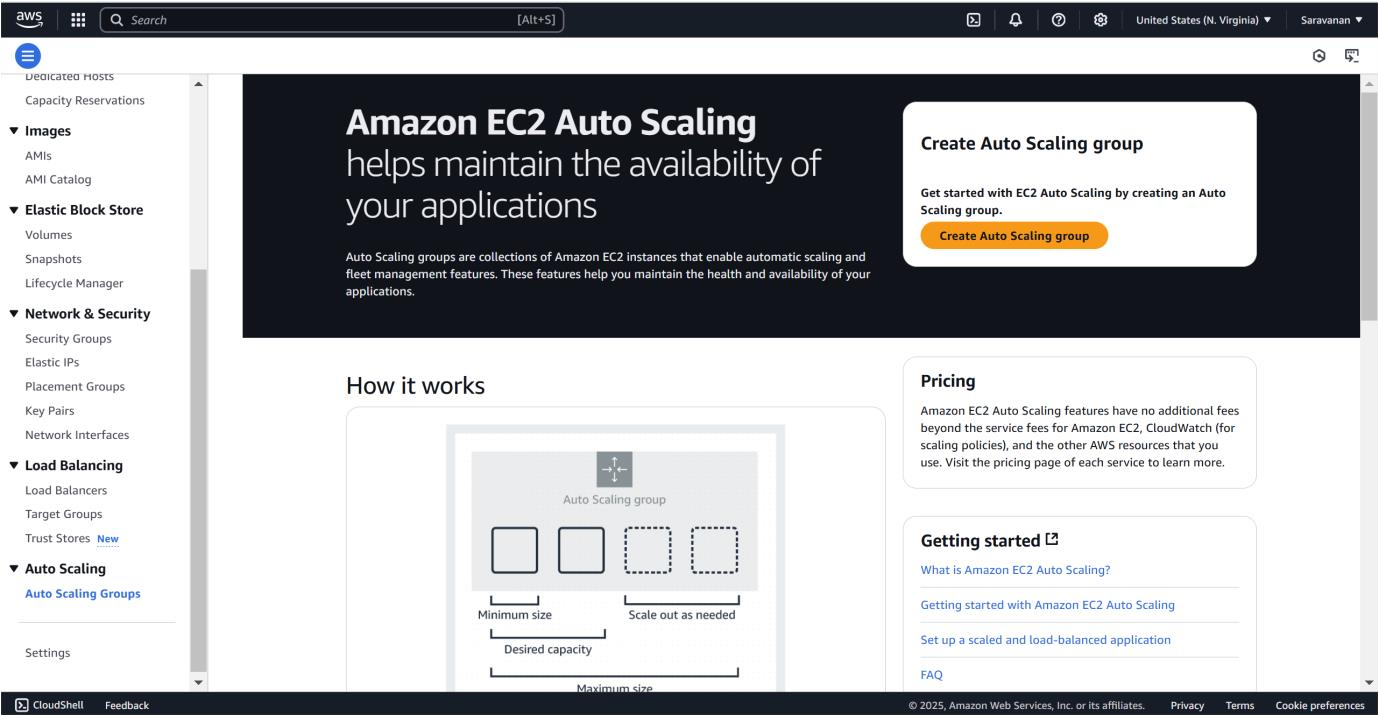 aws
Search
[Alt+S]
United States (N. Virginia) ▼
Saravanan ▼
Dedicated Hosts
Capacity Reservations
Images
AMIs
AMI Catalog
Elastic Block Store
Volumes
Snapshots
Lifecycle Manager
Network & Security
Security Groups
Elastic IPs
Placement Groups
Key Pairs
Network Interfaces
Load Balancing
Load Balancers
Target Groups
Trust Stores New
Auto Scaling
Auto Scaling Groups
Settings
Amazon EC2 Auto Scaling
helps maintain the availability of
your applications
Auto Scaling groups are collections of Amazon EC2 instances that enable automatic scaling and
fleet management features. These features help you maintain the health and availability of your
applications.
Create Auto Scaling group
Get started with EC2 Auto Scaling by creating an Auto
Scaling group.
Create Auto Scaling group
How it works
Auto Scaling group
Minimum size
Scale out as needed
Desired capacity
Maximum size
Pricing
Amazon EC2 Auto Scaling features have no additional fees
beyond the service fees for Amazon EC2, CloudWatch (for
scaling policies), and the other AWS resources that you
use. Visit the pricing page of each service to learn more.
Getting started
What is Amazon EC2 Auto Scaling?
Getting started with Amazon EC2 Auto Scaling
Set up a scaled and load-balanced application
FAQ
CloudShell
Feedback
© 2025, Amazon Web Services, Inc. or its affiliates.
Privacy
Terms
Cookie preferences